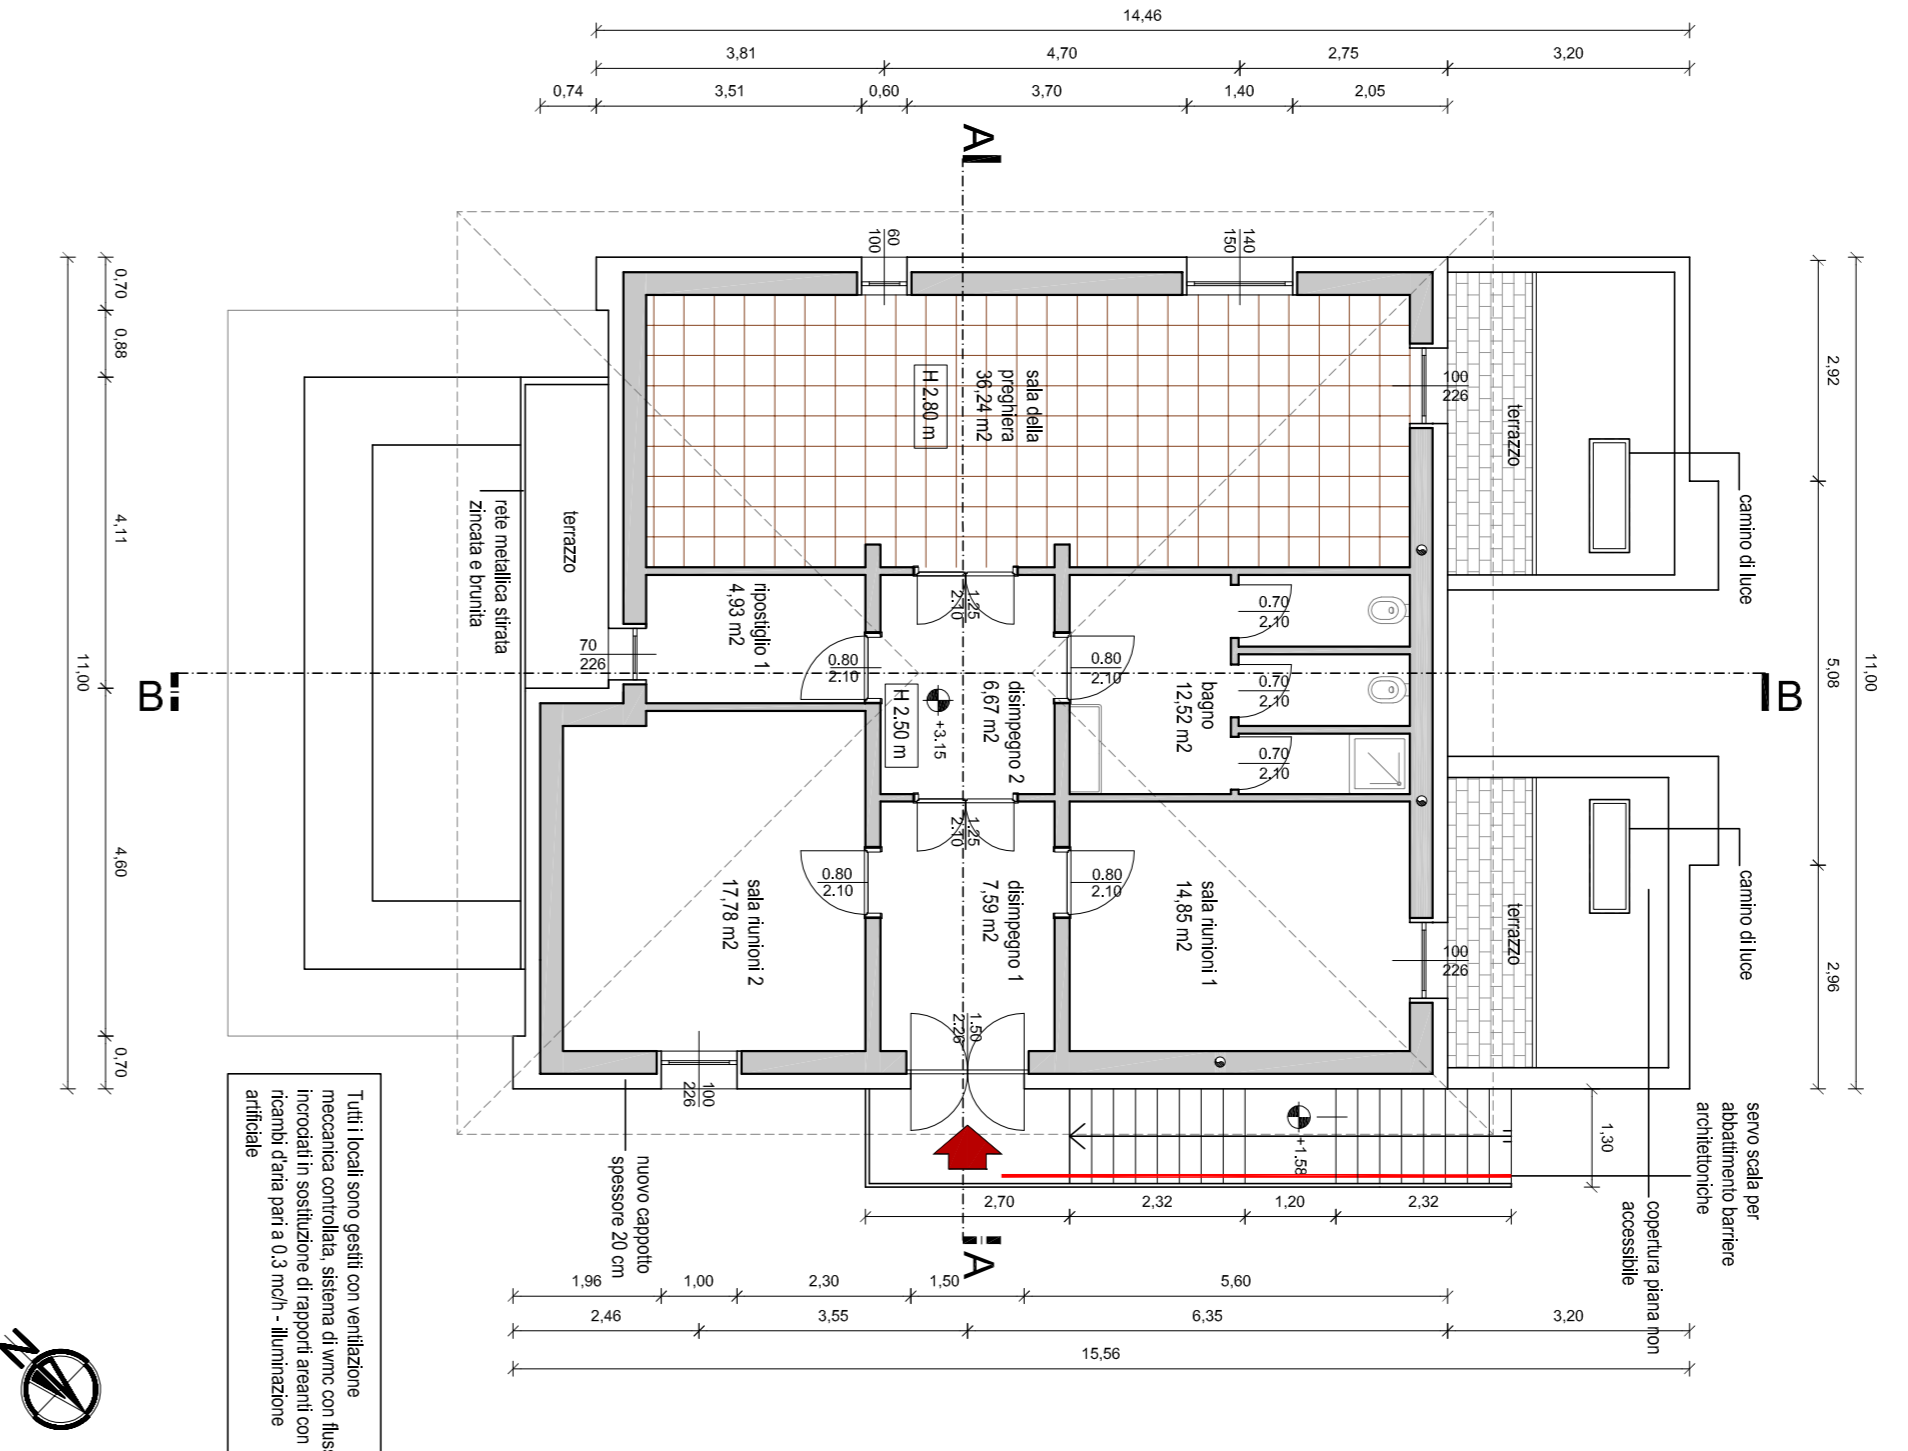 14,46
3,81 4,70 2,75 3,20
0,74 3,51 0,60 3,70 1,40 2,05
A
60
100
140
150
0,70
0,88
4,11
4,60
0,70
11,00
2,92
5,08
2,96
11,00
sala della
preghiera
36,24 m2
H 2.80 m
100
226
terrazzo
camino di luce
terrazzo
rete metallica stirata
zincata e brunita
ripostiglio 1
4,93 m2
70
226
1.25
2.10
0.80
2.10
0.80
2.10
0.70
2.10
0.70
2.10
0.70
2.10
B
B
disimpegno 2
6,67 m2
+3.15
H 2.50 m
bagno
12,52 m2
1.25
2.10
0.80
2.10
0.80
2.10
sala riunioni 2
17,78 m2
disimpegno 1
7,59 m2
sala riunioni 1
14,85 m2
100
226
terrazzo
camino di luce
1.50
2.26
100
226
nuovo cappotto
spessore 20 cm
+1.58
1,30
servo scala per
abbattimento barriere
architettoniche
copertura piana non
accessibile
2,70 2,32 1,20 2,32
A
1,96 1,00 2,30 1,50 5,60
2,46 3,55 6,35 3,20
15,56
Tutti i locali sono gestiti con ventilazione
meccanica controllata, sistema di wmc con fluss
incrociati in sostituzione di rapporti areanti con
ricambi d'aria pari a 0.3 mc/h - illuminazione
artificiale
N